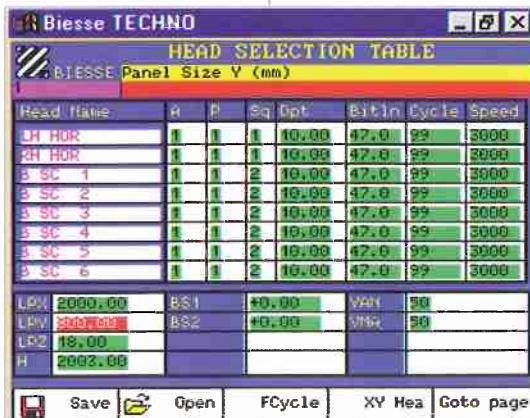 Biesse TECHNO
HEAD SELECTION TABLE
BIESSE Panel Size Y (mm)
Head Name A P Sq Dpt Bitln Cycle Speed
LH HOR 1 1 1 10.00 47.0 99 3000
RH HOR 1 1 1 10.00 47.0 99 3000
B SC 1 1 1 2 10.00 47.0 99 3000
B SC 2 1 1 2 10.00 47.0 99 3000
B SC 3 1 1 2 10.00 47.0 99 3000
B SC 4 1 1 2 10.00 47.0 99 3000
B SC 5 1 1 2 10.00 47.0 99 3000
B SC 6 1 1 2 10.00 47.0 99 3000
LPX 2000.00 BS1 +0.00 VAN 50
LPY BS2 +0.00 VMA 50
LPZ 18.00
H 2003.00
Save Open FCycle XY Hea Goto page